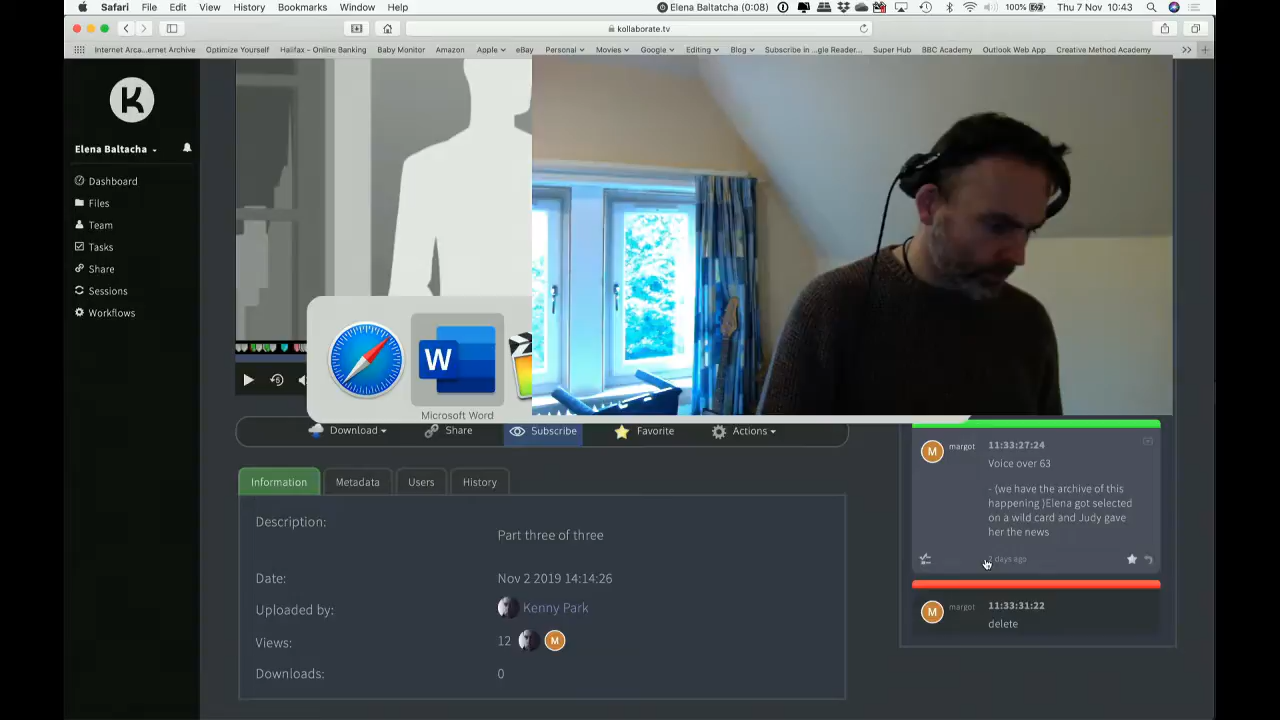 Safari File Edit View History Bookmarks Window Help
Elena Baltatcha (0:08) 100% Thu 7 Nov 10:43
kollaborate.tv
Internet Arca...ernet Archive Optimize Yourself Halifax – Online Banking Baby Monitor Amazon Apple eBay Personal Movies Google Editing Blog Subscribe in ...gle Reader... Super Hub BBC Academy Outlook Web App Creative Method Academy
K
Elena Baltacha
Dashboard
Files
Team
Tasks
Share
Sessions
Workflows
W
Microsoft Word
5
Download Share Subscribe Favorite Actions
Information Metadata Users History
Description: Part three of three
Date: Nov 2 2019 14:14:26
Uploaded by: Kenny Park
Views: 12 M
Downloads: 0
M margot 11:33:27:24
Voice over 63
- (we have the archive of this
happening )Elena got selected
on a wild card and Judy gave
her the news
2 days ago
M margot 11:33:31:22
delete